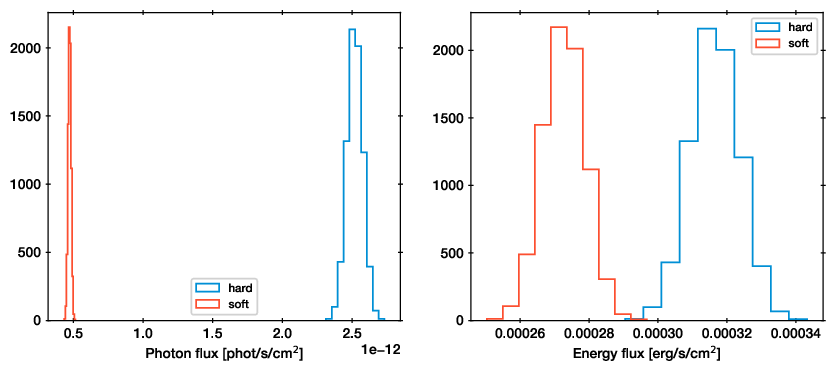 2000
1500
1000
500
0
hard
soft
0.5 1.0 1.5 2.0 2.5
Photon flux [phot/s/cm²]
1e−12
2000
1500
1000
500
0
hard
soft
0.00026 0.00028 0.00030 0.00032 0.00034
Energy flux [erg/s/cm²]